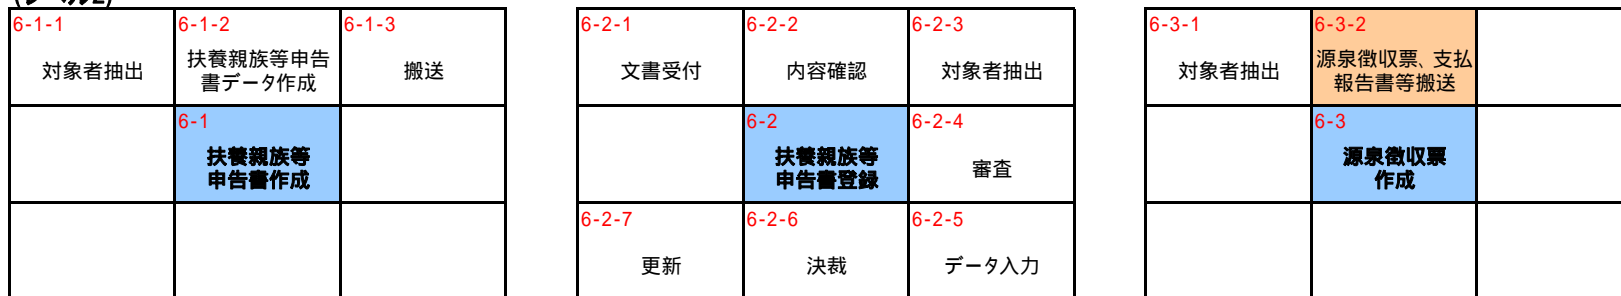 (レベル2)
6-1-1
対象者抽出
6-1-2
扶養親族等申告
書データ作成
6-1-3
搬送
6-1
扶養親族等
申告書作成
6-2-1
文書受付
6-2-2
内容確認
6-2-3
対象者抽出
6-2
扶養親族等
申告書登録
6-2-4
審査
6-2-7
更新
6-2-6
決裁
6-2-5
データ入力
6-3-1
対象者抽出
6-3-2
源泉徴収票、支払
報告書等搬送
6-3
源泉徴収票
作成